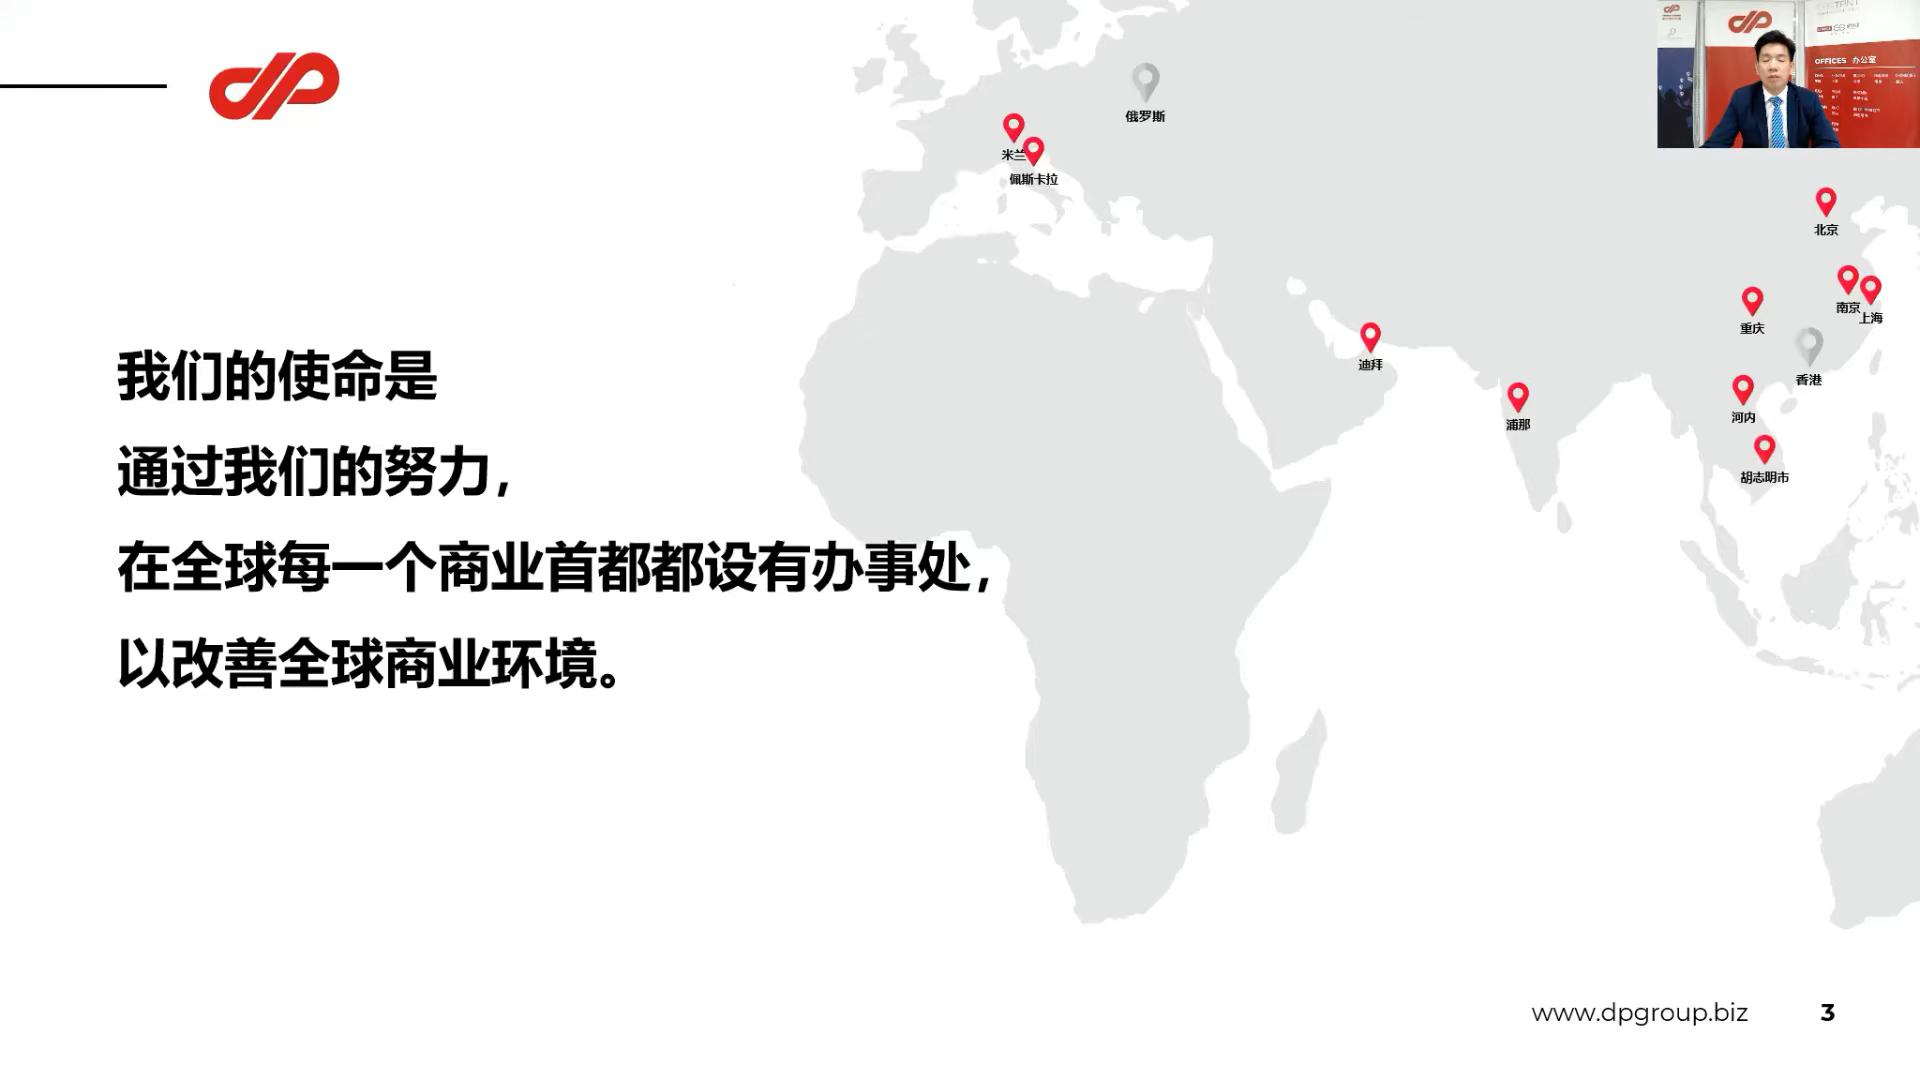 dp
俄罗斯
米兰
佩斯卡拉
OFFICES 办公室
北京
南京
上海
重庆
香港
迪拜
浦那
河内
胡志明市
我们的使命是
通过我们的努力，
在全球每一个商业首都都设有办事处，
以改善全球商业环境。
www.dpgroup.biz
3